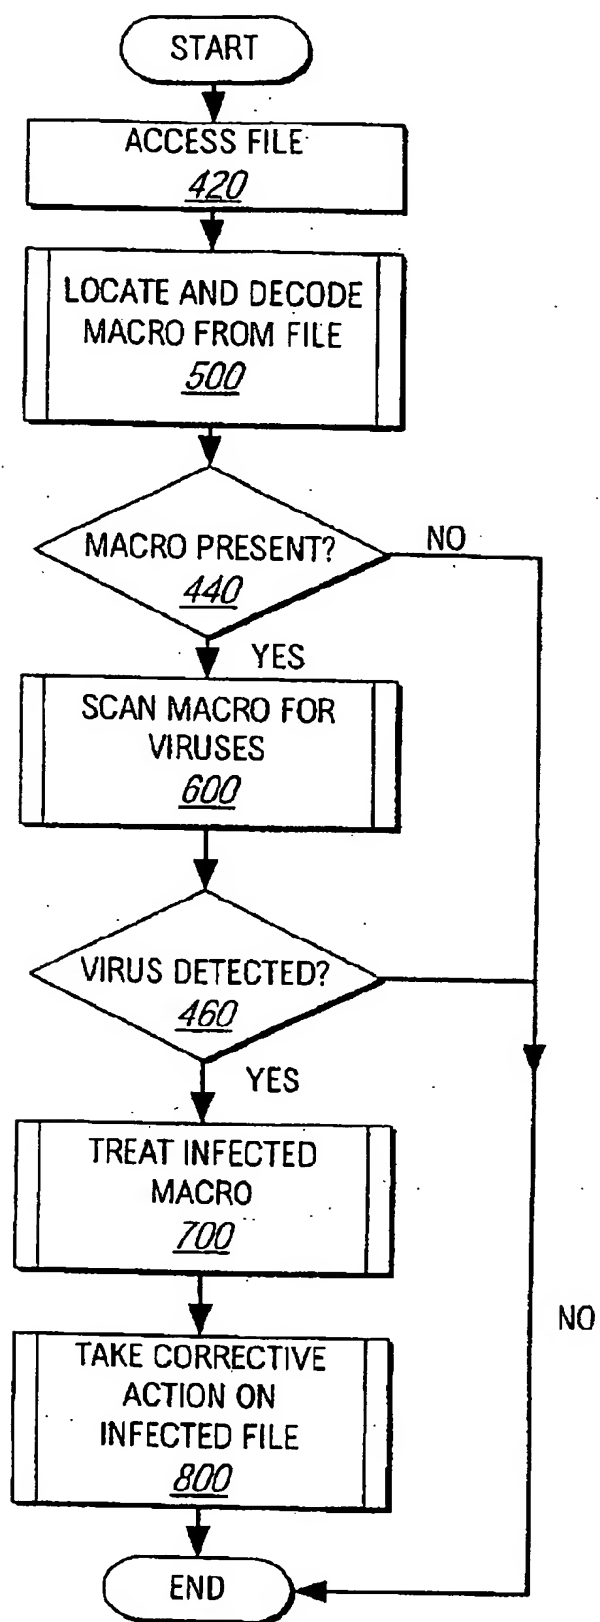 START
ACCESS FILE
420
LOCATE AND DECODE
MACRO FROM FILE
500
MACRO PRESENT?
440
NO
YES
SCAN MACRO FOR
VIRUSES
600
VIRUS DETECTED?
460
YES
TREAT INFECTED
MACRO
700
NO
TAKE CORRECTIVE
ACTION ON
INFECTED FILE
800
END